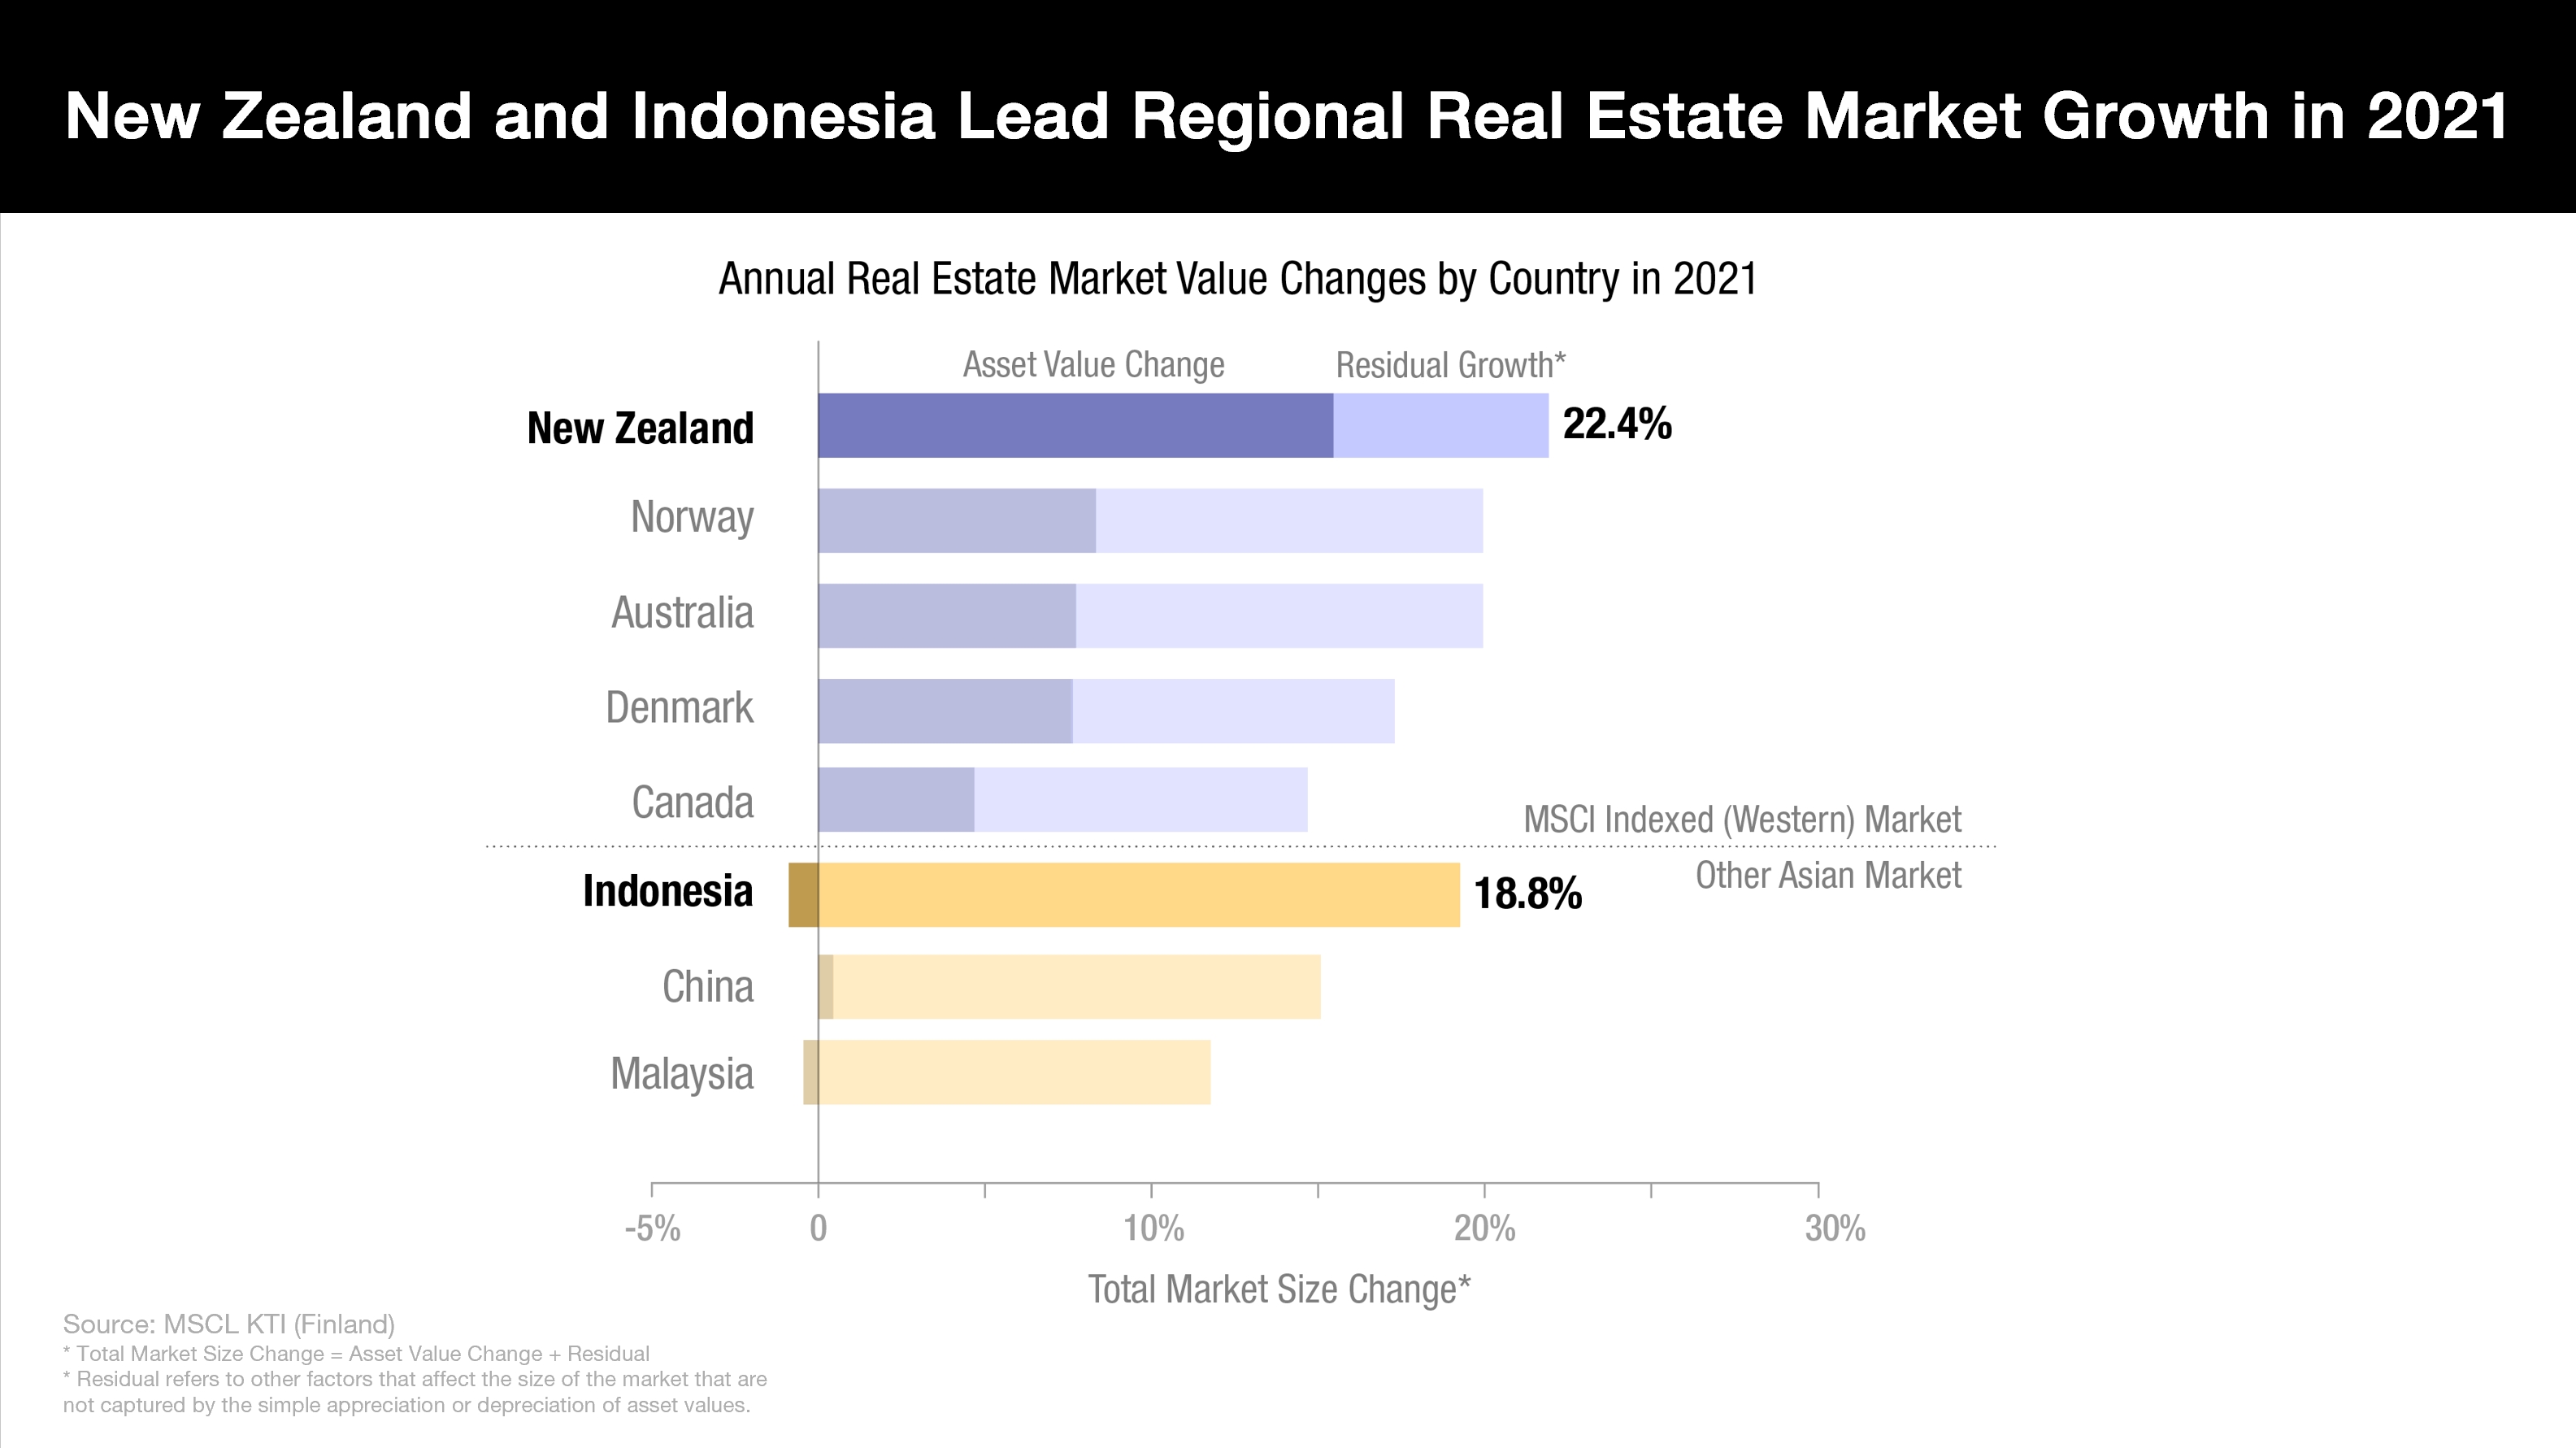 New Zealand and Indonesia Lead Regional Real Estate Market Growth in 2021
Annual Real Estate Market Value Changes by Country in 2021
Asset Value Change
Residual Growth*
New Zealand
22.4%
Norway
Australia
Denmark
Canada
MSCI Indexed (Western) Market
Other Asian Market
Indonesia
18.8%
China
Malaysia
-5%
0
10%
20%
30%
Total Market Size Change*
Source: MSCL KTI (Finland)
* Total Market Size Change = Asset Value Change + Residual
* Residual refers to other factors that affect the size of the market that are
not captured by the simple appreciation or depreciation of asset values.